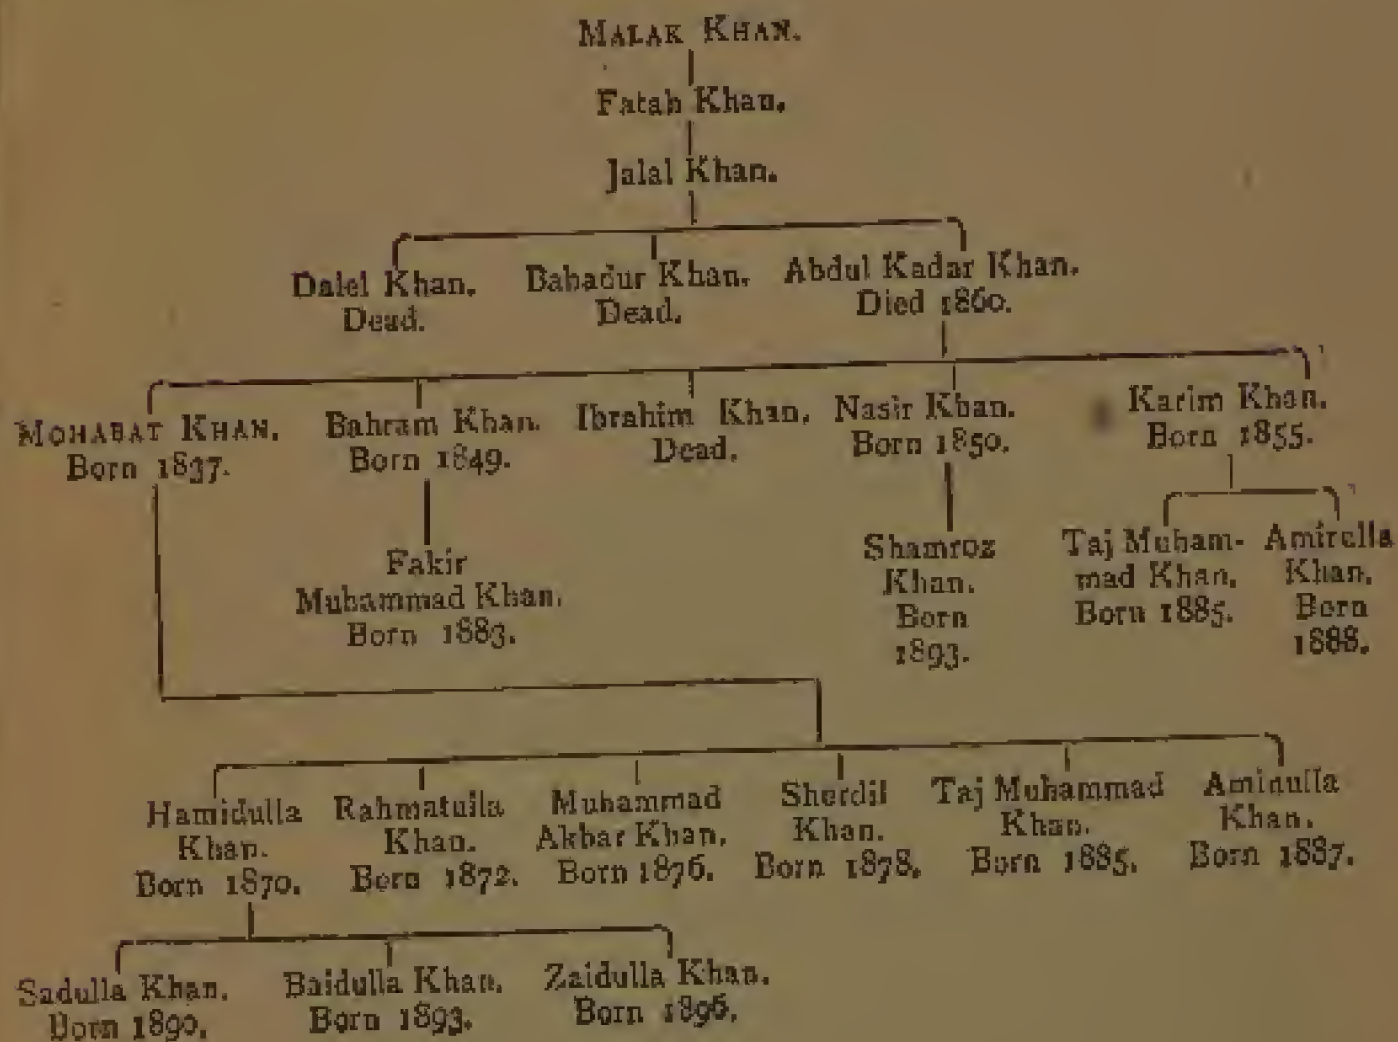 MALAK KHAN.
Fatah Khan.
Jalal Khan.
Dalel Khan.
Dead.
Bahadur Khan.
Dead.
Abdul Kadar Khan.
Died 1860.
MOHABAT KHAN.
Born 1837.
Bahram Khan.
Born 1849.
Ibrahim Khan.
Dead.
Nasir Khan.
Born 1850.
Karim Khan.
Born 1855.
Fakir
Muhammad Khan.
Born 1883.
Shamroz
Khan.
Born
1893.
Taj Muham-
mad Khan.
Born 1885.
Amirulla
Khan.
Born
1888.
Hamidulla
Khan.
Born 1870.
Rahmatulla
Khan.
Born 1872.
Muhammad
Akbar Khan.
Born 1876.
Sherdil
Khan.
Born 1878.
Taj Muhammad
Khan.
Born 1885.
Aminulla
Khan.
Born 1887.
Sadulla Khan.
Born 1890.
Baidulla Khan.
Born 1893.
Zaidulla Khan.
Born 1896.